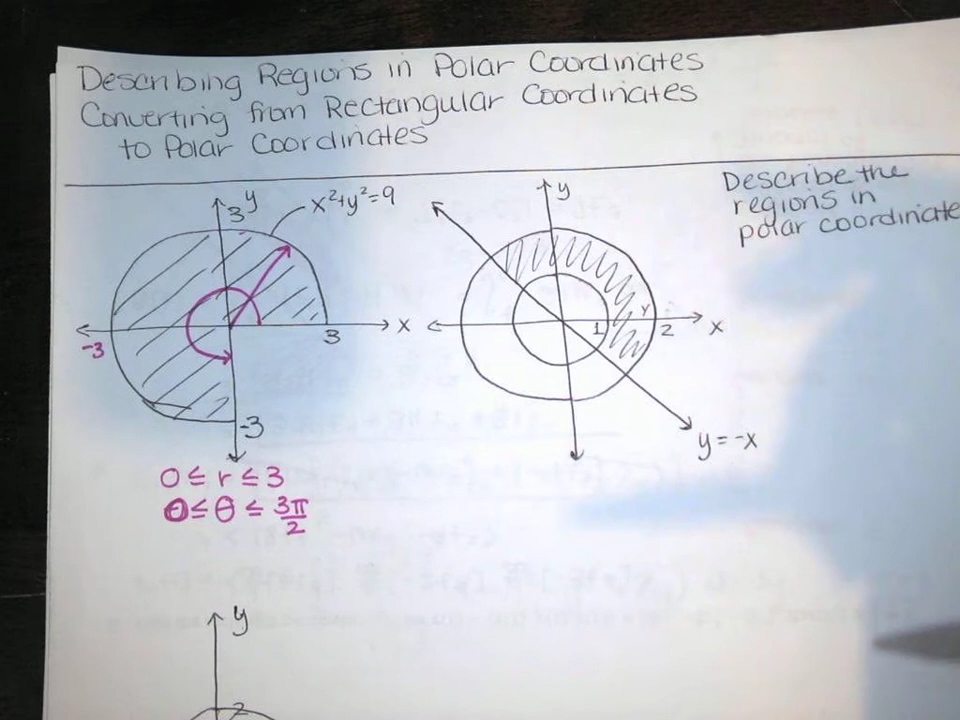 Describing Regions in Polar Coordinates
Converting from Rectangular Coordinates
to Polar Coordinates
Describe the
regions in
polar coordinate
3 y
x²+y²=9
-3
3
x
-3
0 ≤ r ≤ 3
0 ≤ θ ≤ 3π/2
y
1
2
x
y = -x
y
2